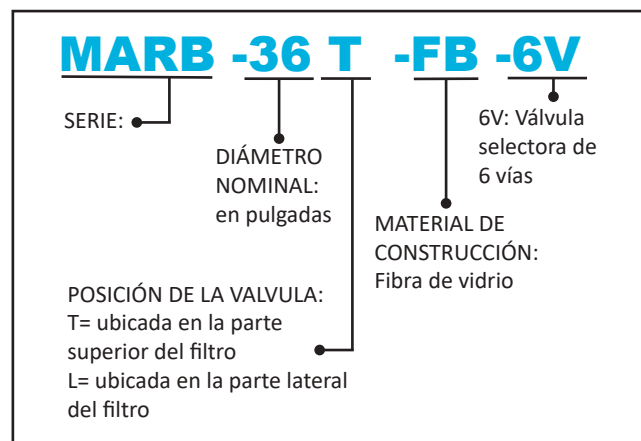 MARB -36 T -FB -6V
SERIE:
DIÁMETRO
NOMINAL:
en pulgadas
6V: Válvula
selectora de
6 vías
MATERIAL DE
CONSTRUCCIÓN:
Fibra de vidrio
POSICIÓN DE LA VALVULA:
T= ubicada en la parte
superior del filtro
L= ubicada en la parte lateral
del filtro